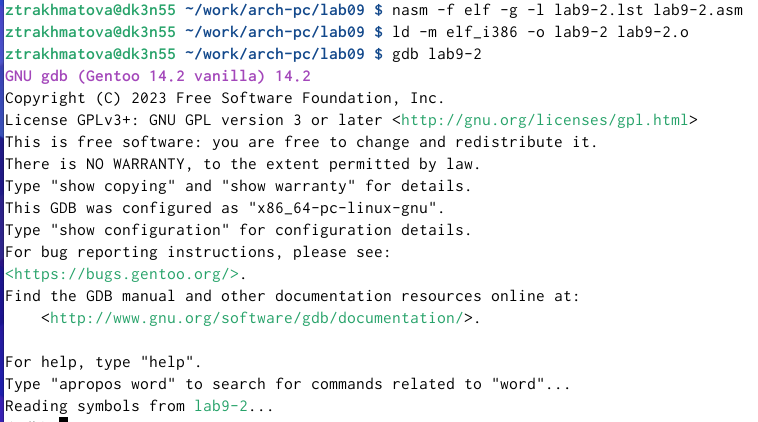 ztrakhmatova@dk3n55 ~/work/arch-pc/lab09 $ nasm -f elf -g -l lab9-2.lst lab9-2.asm
ztrakhmatova@dk3n55 ~/work/arch-pc/lab09 $ ld -m elf_i386 -o lab9-2 lab9-2.o
ztrakhmatova@dk3n55 ~/work/arch-pc/lab09 $ gdb lab9-2
GNU gdb (Gentoo 14.2 vanilla) 14.2
Copyright (C) 2023 Free Software Foundation, Inc.
License GPLv3+: GNU GPL version 3 or later <http://gnu.org/licenses/gpl.html>
This is free software: you are free to change and redistribute it.
There is NO WARRANTY, to the extent permitted by law.
Type "show copying" and "show warranty" for details.
This GDB was configured as "x86_64-pc-linux-gnu".
Type "show configuration" for configuration details.
For bug reporting instructions, please see:
<https://bugs.gentoo.org/>.
Find the GDB manual and other documentation resources online at:
    <http://www.gnu.org/software/gdb/documentation/>.

For help, type "help".
Type "apropos word" to search for commands related to "word"...
Reading symbols from lab9-2...